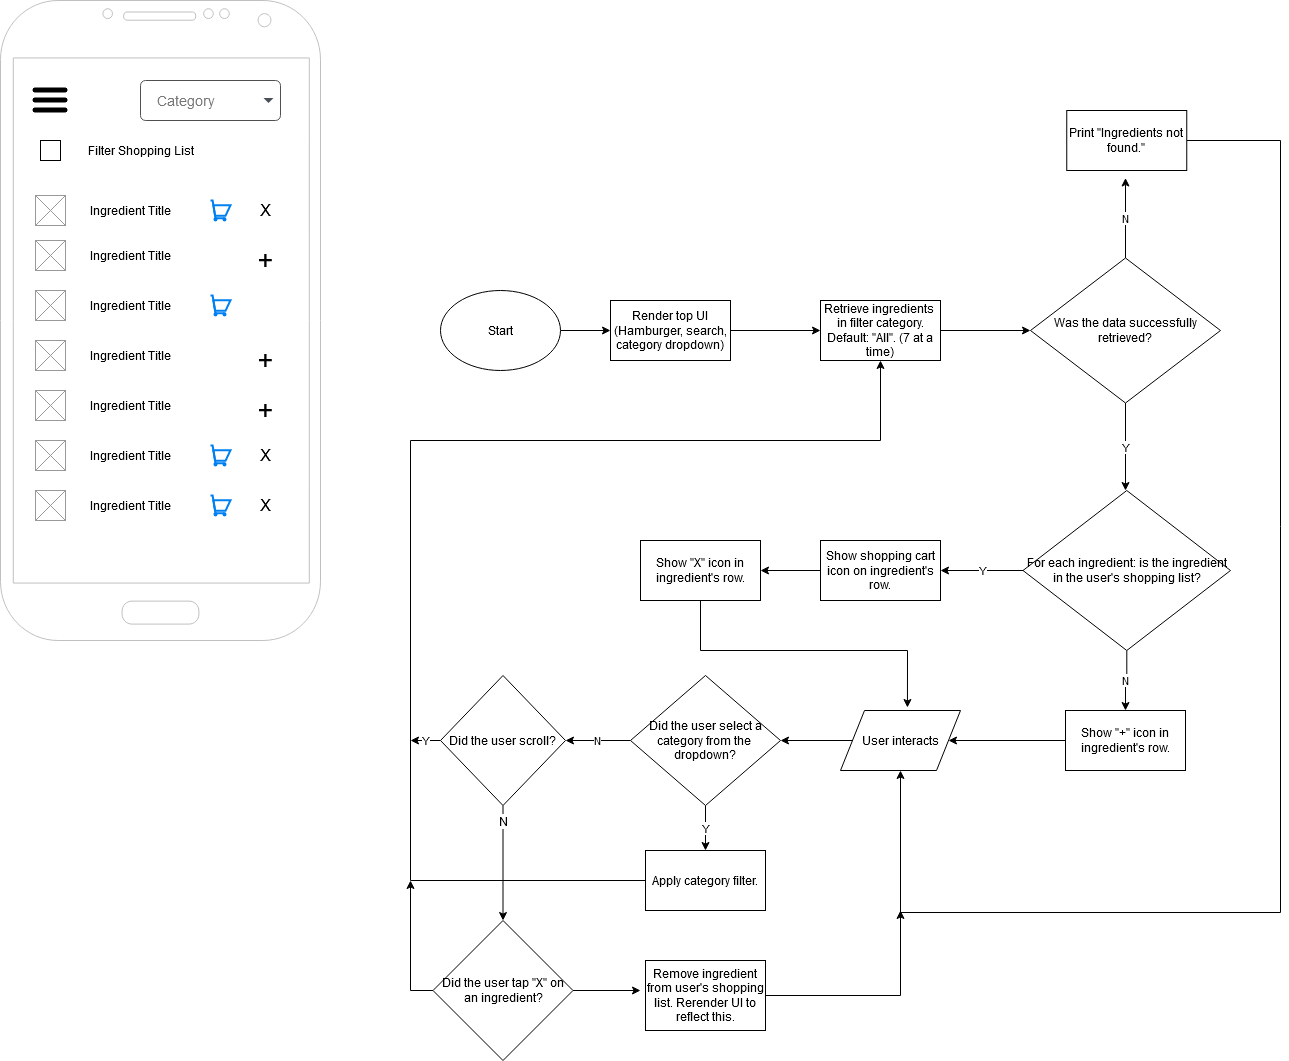 Category
Filter Shopping List
Ingredient Title
X
Ingredient Title
+
Ingredient Title
Ingredient Title
+
Ingredient Title
+
Ingredient Title
X
Ingredient Title
X
Print "Ingredients not
found."
N
Start
Render top UI
(Hamburger, search,
category dropdown)
Retrieve ingredients
in filter category.
Default: "All". (7 at a
time)
Was the data successfully
retrieved?
Y
For each ingredient: is the ingredient
in the user's shopping list?
Y
Show shopping cart
icon on ingredient's
row.
Show "X" icon in
ingredient's row.
N
Show "+" icon in
ingredient's row.
User interacts
Did the user select a
category from the
dropdown?
N
Did the user scroll?
Y
Y
Apply category filter.
N
Did the user tap "X" on
an ingredient?
Remove ingredient
from user's shopping
list. Rerender UI to
reflect this.